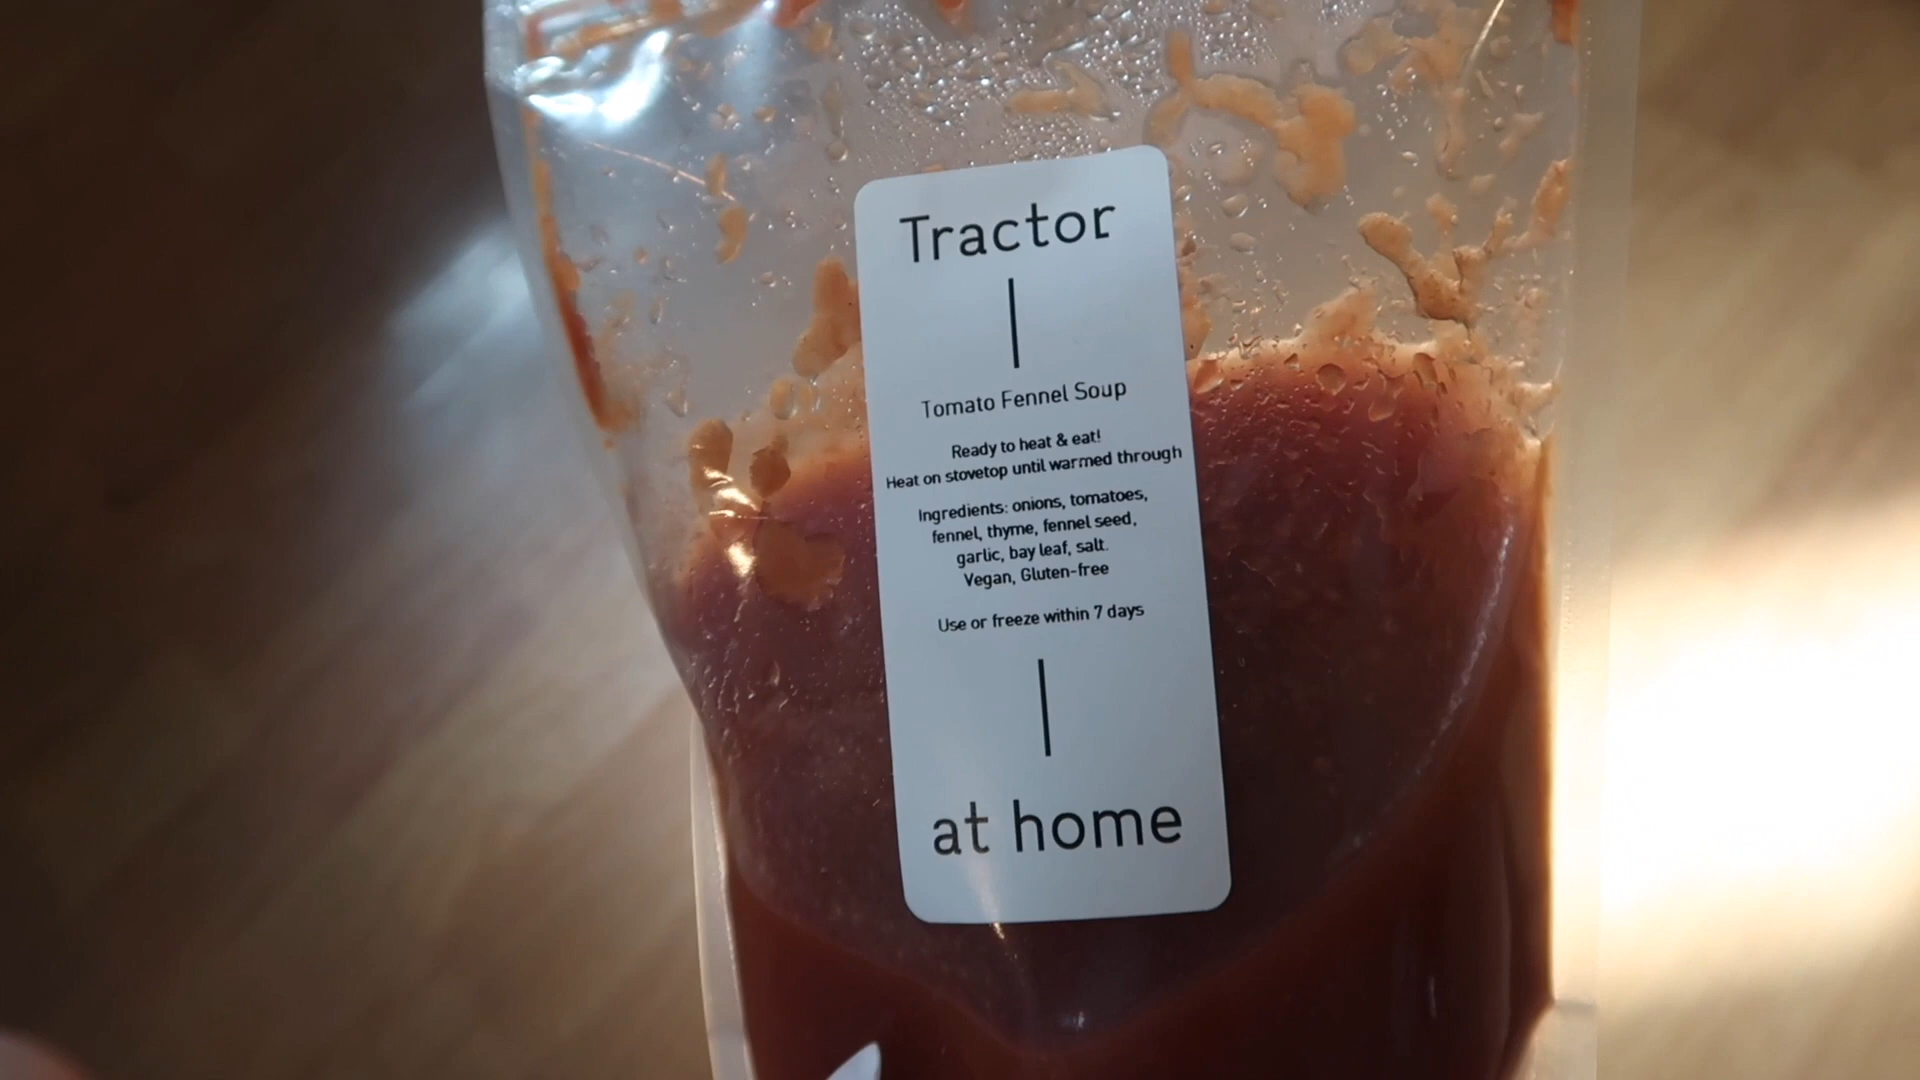 Tractor
Tomato Fennel Soup
Ready to heat & eat!
Heat on stovetop until warmed through
Ingredients: onions, tomatoes,
fennel, thyme, fennel seed,
garlic, bay leaf, salt.
Vegan, Gluten-free
Use or freeze within 7 days
at home